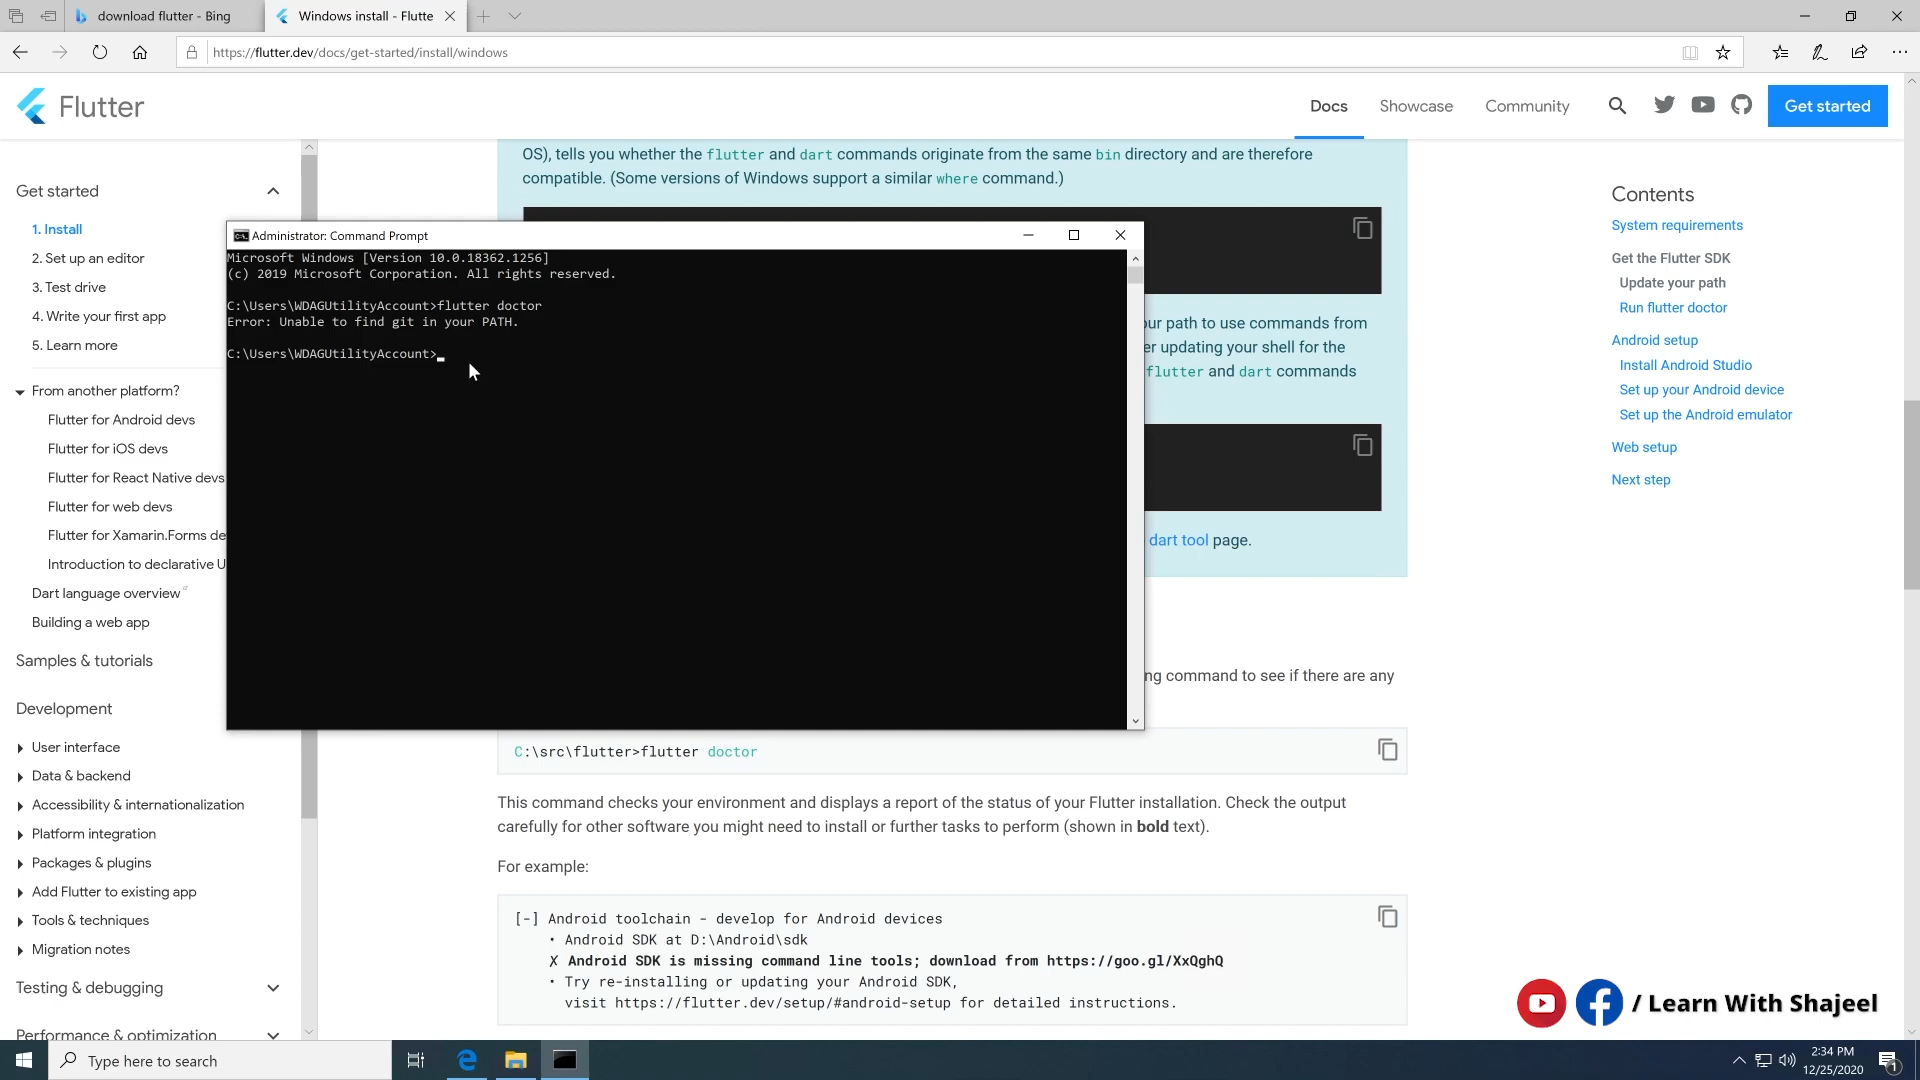 download flutter - Bing
Windows install - Flutte
https://flutter.dev/docs/get-started/install/windows
Flutter
Docs
Showcase
Community
Get started
Get started
1. Install
2. Set up an editor
3. Test drive
4. Write your first app
5. Learn more
From another platform?
Flutter for Android devs
Flutter for iOS devs
Flutter for React Native devs
Flutter for web devs
Flutter for Xamarin.Forms de
Introduction to declarative U
Dart language overview
Building a web app
Samples & tutorials
Development
User interface
Data & backend
Accessibility & internationalization
Platform integration
Packages & plugins
Add Flutter to existing app
Tools & techniques
Migration notes
Testing & debugging
Performance & optimization
OS), tells you whether the flutter and dart commands originate from the same bin directory and are therefore
compatible. (Some versions of Windows support a similar where command.)
Administrator: Command Prompt
Microsoft Windows [Version 10.0.18362.1256]
(c) 2019 Microsoft Corporation. All rights reserved.
C:\Users\WDAGUtilityAccount>flutter doctor
Error: Unable to find git in your PATH.
C:\Users\WDAGUtilityAccount>
our path to use commands from
er updating your shell for the
flutter and dart commands
dart tool page.
ng command to see if there are any
C:\src\flutter>flutter doctor
This command checks your environment and displays a report of the status of your Flutter installation. Check the output
carefully for other software you might need to install or further tasks to perform (shown in bold text).
For example:
[-] Android toolchain - develop for Android devices
• Android SDK at D:\Android\sdk
✗ Android SDK is missing command line tools; download from https://goo.gl/XxQghQ
• Try re-installing or updating your Android SDK,
visit https://flutter.dev/setup/#android-setup for detailed instructions.
Contents
System requirements
Get the Flutter SDK
Update your path
Run flutter doctor
Android setup
Install Android Studio
Set up your Android device
Set up the Android emulator
Web setup
Next step
/ Learn With Shajeel
Type here to search
2:34 PM
12/25/2020
1